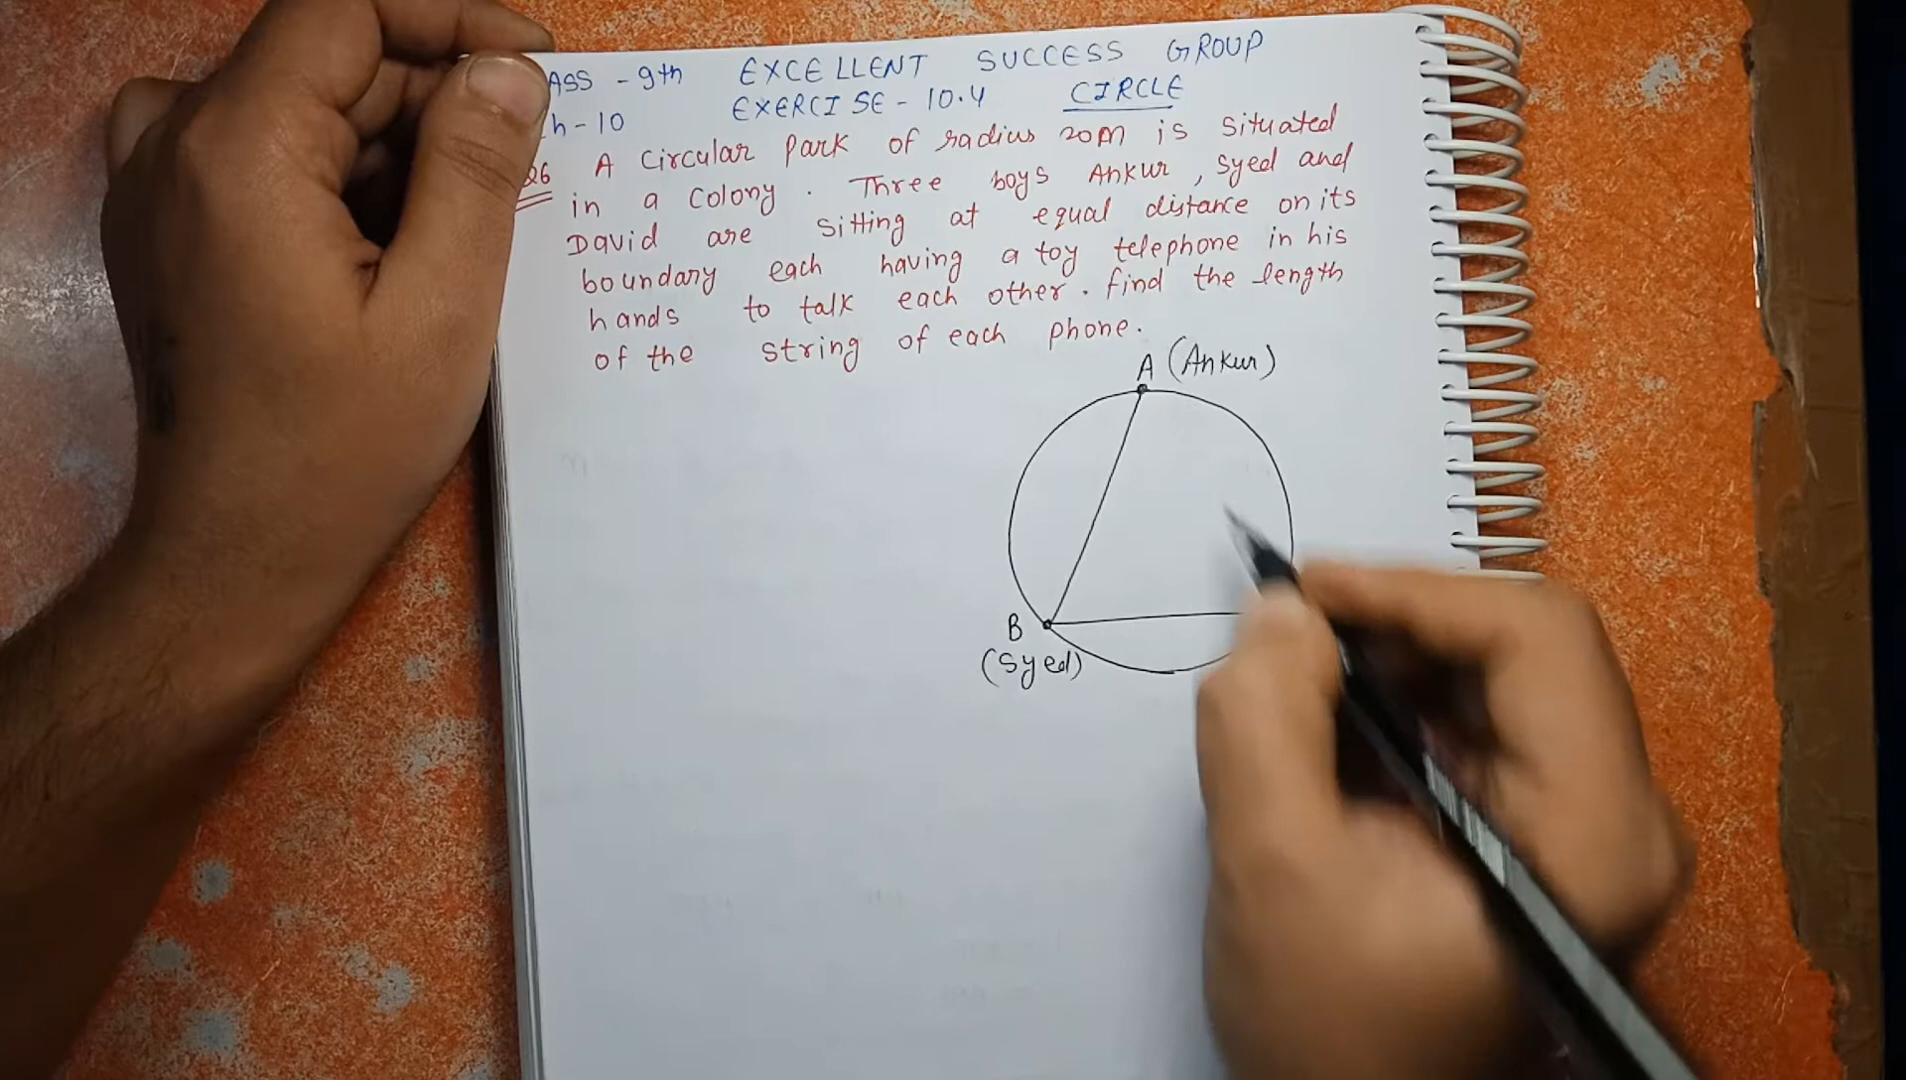 ASS - 9th EXCELLENT SUCCESS GROUP
h - 10 EXERCISE - 10.4 CIRCLE
Q6 A Circular Park of radius 20m is situated
in a Colony. Three boys Ankur, Syed and
David are sitting at equal distance on its
boundary each having a toy telephone in his
hands to talk each other. find the length
of the string of each phone.
A (Ankur)
B
(Syed)